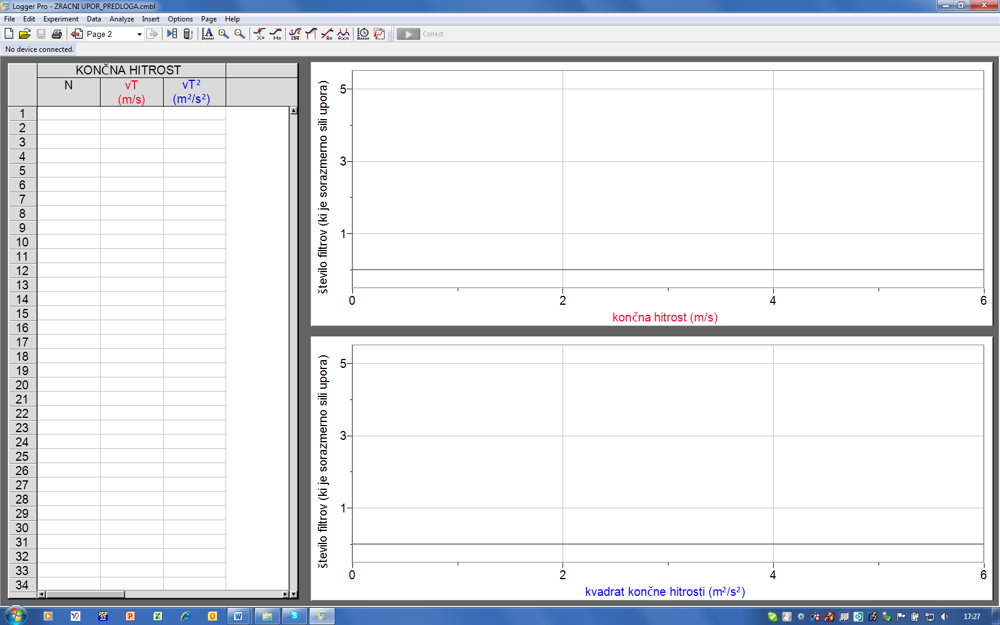 Logger Pro - ZRACNI UPOR_PREDLOGA.cmbl
File Edit Experiment Data Analyze Insert Options Page Help
Page 2
X= M= STAT R= f(x)= Collect
No device connected.
KONČNA HITROST
N vT vT²
(m/s) (m²/s²)
1
2
3
4
5
6
7
8
9
10
11
12
13
14
15
16
17
18
19
20
21
22
23
24
25
26
27
28
29
30
31
32
33
34
število filtrov (ki je sorazmerno sili upora)
5
3
1
0 2 4 6
končna hitrost (m/s)
število filtrov (ki je sorazmerno sili upora)
5
3
1
0 2 4 6
kvadrat končne hitrosti (m²/s²)
ASP
32
17:27